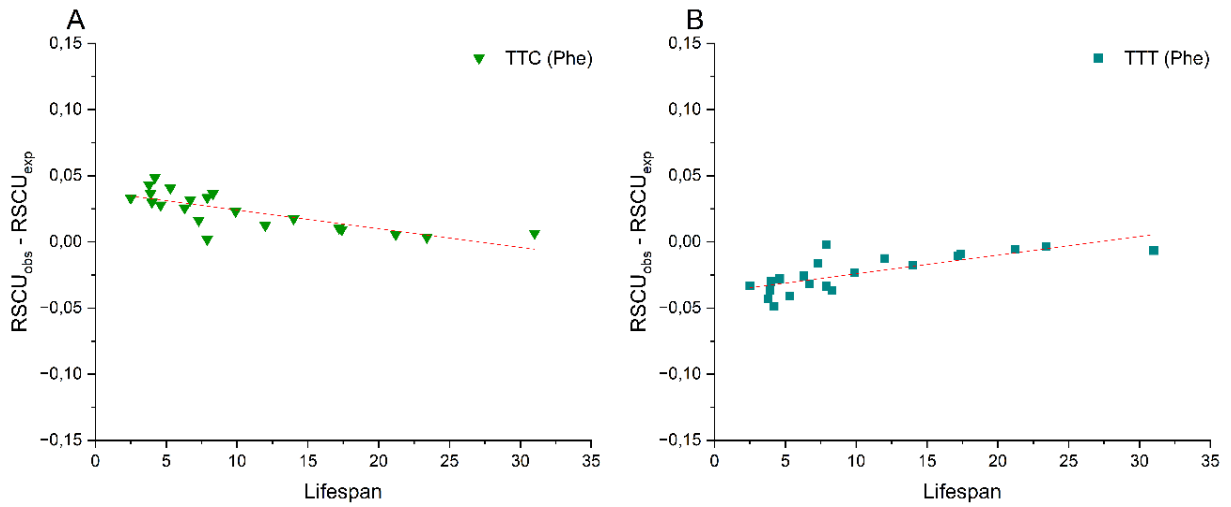 A
TTC (Phe)
0,15
0,10
0,05
0,00
−0,05
−0,10
−0,15
RSCUobs - RSCUexp
0 5 10 15 20 25 30 35
Lifespan
B
TTT (Phe)
0,15
0,10
0,05
0,00
−0,05
−0,10
−0,15
RSCUobs - RSCUexp
0 5 10 15 20 25 30 35
Lifespan